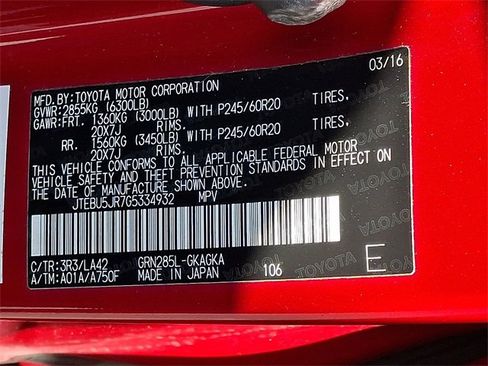 03/16
MFD.BY:TOYOTA MOTOR CORPORATION
GVWR:2855KG (6300LB)
GAWR:FRT. 1360KG (3000LB) WITH P245/60R20 TIRES,
20X7J RIMS.
RR. 1560KG (3450LB) WITH P245/60R20 TIRES,
20X7J RIMS.
THIS VEHICLE CONFORMS TO ALL APPLICABLE FEDERAL MOTOR
VEHICLE SAFETY AND THEFT PREVENTION STANDARDS IN EFFECT ON
THE DATE OF MANUFACTURE SHOWN ABOVE.
JTEBU5JR7G5334932 MPV
C/TR:3R3/LA42 GRN285L-GKAGKA
A/TM:A01A/A750F MADE IN JAPAN 106
E